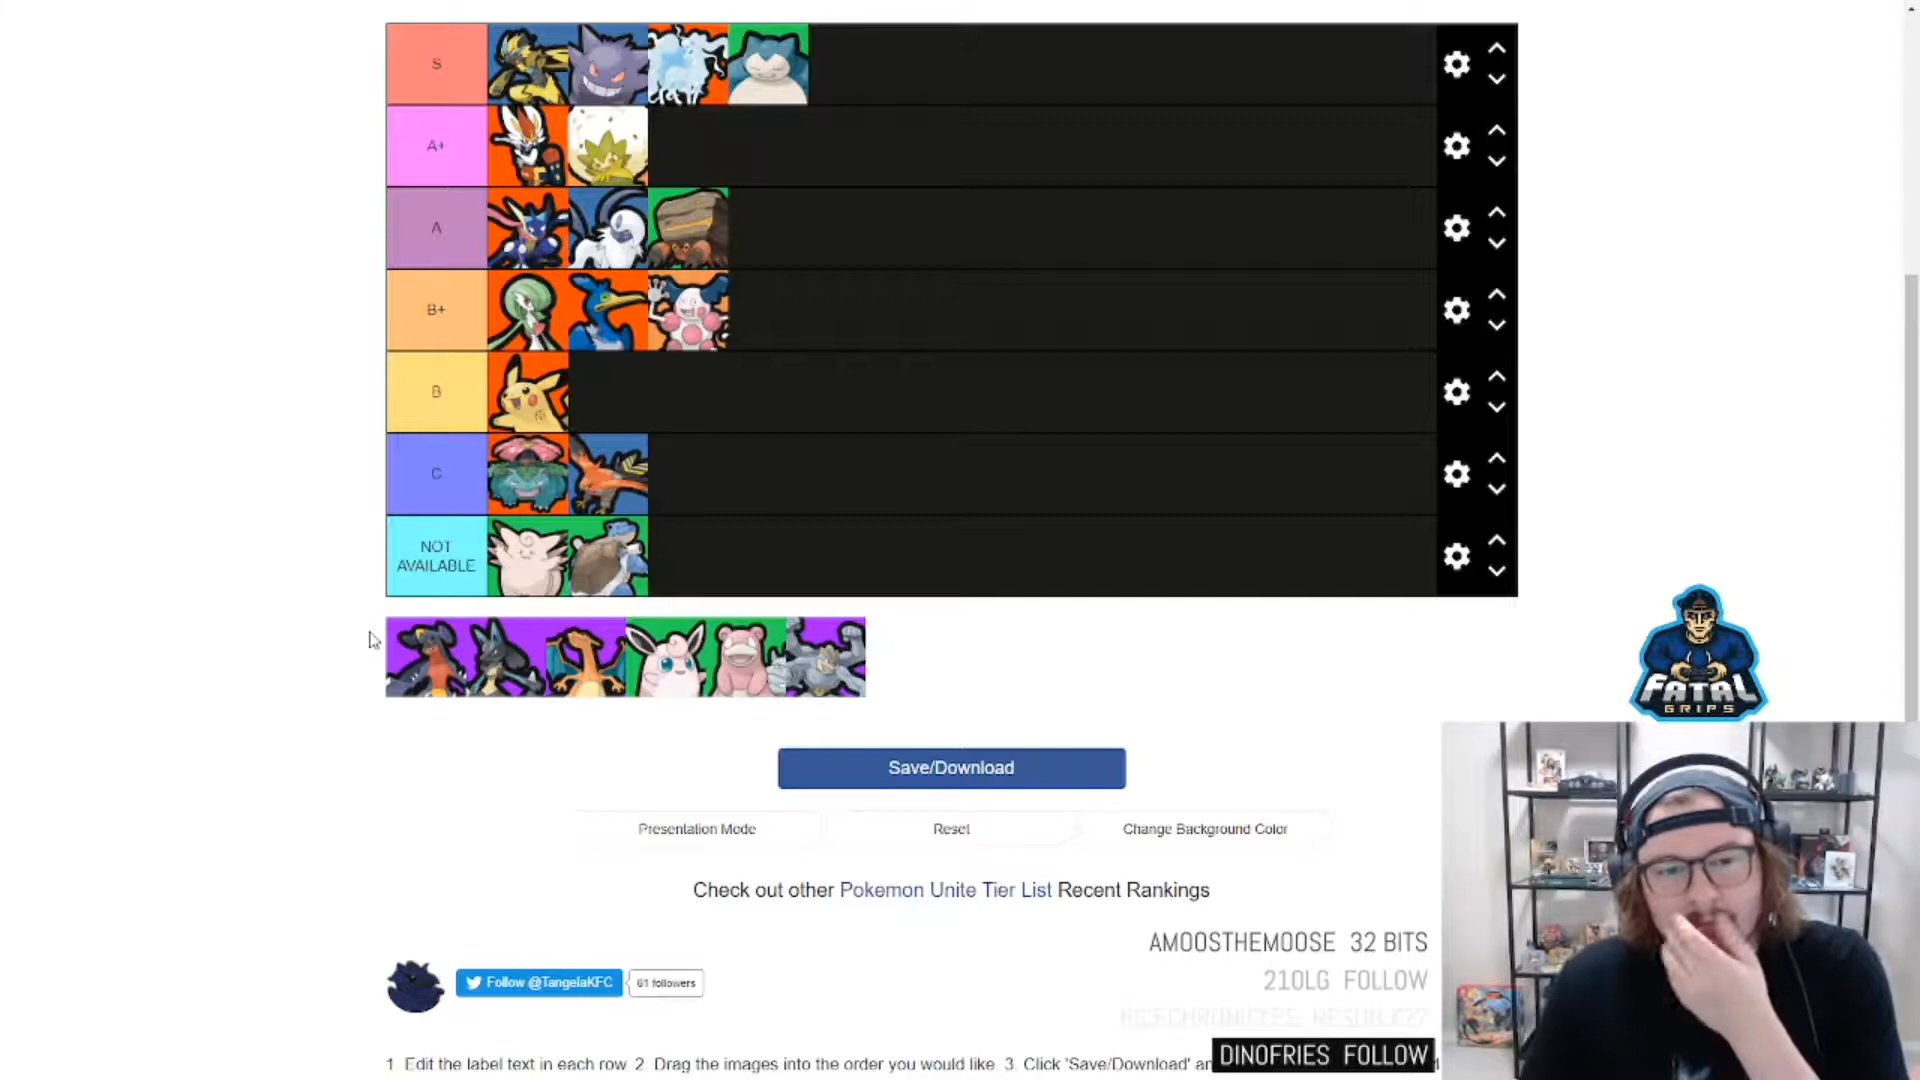 S
A+
A
B+
B
C
NOT
AVAILABLE
FATAL
GRIPS
Save/Download
Presentation Mode
Reset
Change Background Color
Check out other Pokemon Unite Tier List Recent Rankings
AMOOSTHEMOOSE 32 BITS
210LG FOLLOW
Follow @TangelaKFC
61 followers
DINOFRIES FOLLOW
1. Edit the label text in each row. 2. Drag the images into the order you would like. 3. Click 'Save/Download'